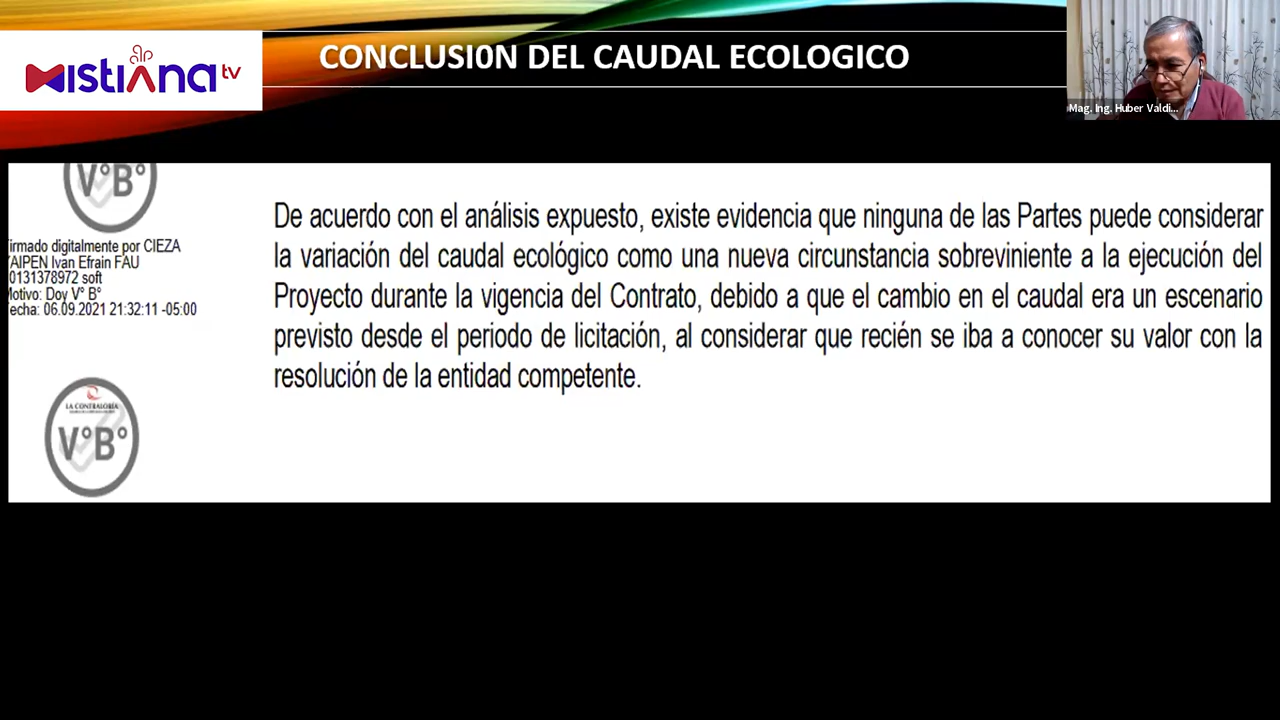 CONCLUSI0N DEL CAUDAL ECOLOGICO
MISTIANA tv
Mag. Ing. Huber Valdi...
V°B°
irmado digitalmente por CIEZA
YAIPEN Ivan Efrain FAU
0131378972 soft
Motivo: Doy V° B°
echa: 06.09.2021 21:32:11 -05:00
De acuerdo con el análisis expuesto, existe evidencia que ninguna de las Partes puede considerar
la variación del caudal ecológico como una nueva circunstancia sobreviniente a la ejecución del
Proyecto durante la vigencia del Contrato, debido a que el cambio en el caudal era un escenario
previsto desde el periodo de licitación, al considerar que recién se iba a conocer su valor con la
resolución de la entidad competente.
LA CONTRALORÍA
V°B°